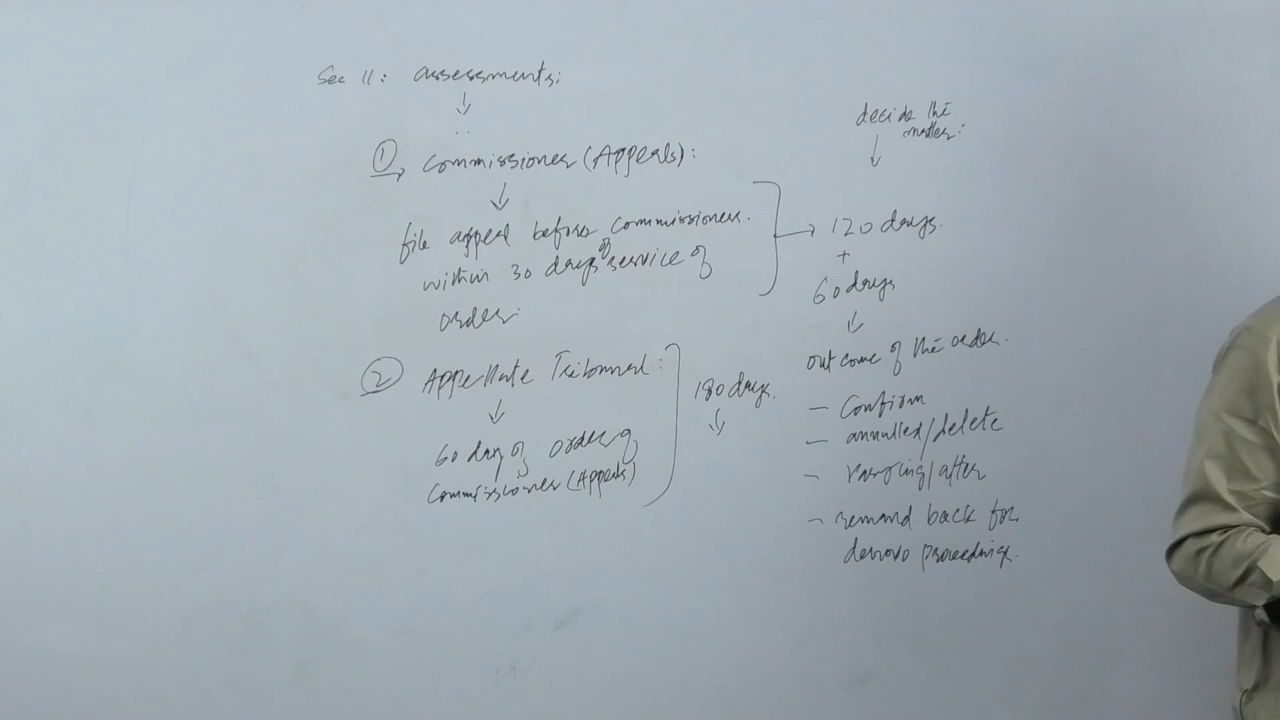 Sec 11: assessments:
↓
① → Commissioner (Appeals):
↓
file appeal before Commissioner.
within 30 days of service of
order.
② Appellate Tribunal:
↓
60 day of order of
Commissioner (Appeals)
180 days.
↓
decide the
matter:
↓
→ 120 days.
+
60 days
↓
out come of the order.
- Confirm
- annulled/delete
- varying/alter
- remand back for
denovo proceedings.